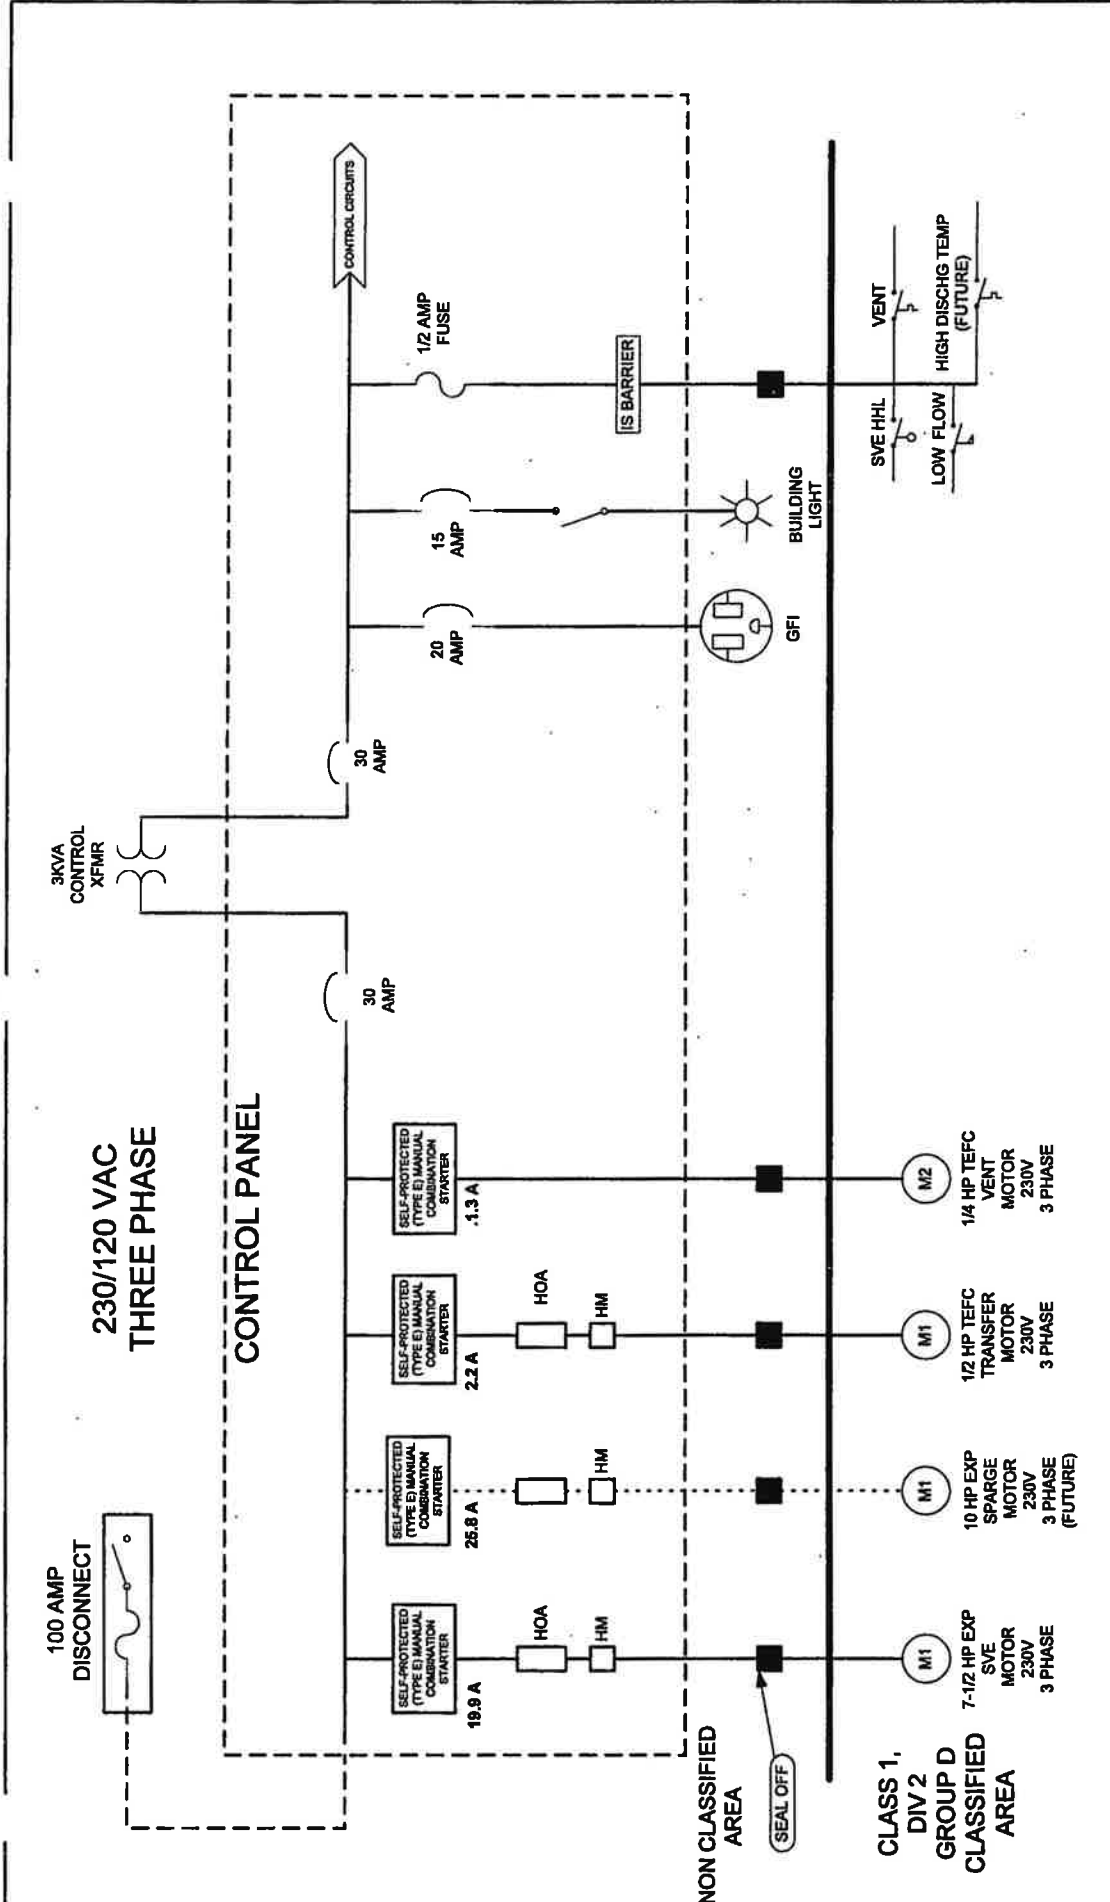 100 AMP
DISCONNECT
230/120 VAC
THREE PHASE
3KVA
CONTROL
XFMR
CONTROL PANEL
30
AMP
30
AMP
CONTROL CIRCUITS
SELF-PROTECTED
(TYPE E) MANUAL
COMBINATION
STARTER
19.9 A
HOA
HM
SELF-PROTECTED
(TYPE E) MANUAL
COMBINATION
STARTER
25.8 A
HM
SELF-PROTECTED
(TYPE E) MANUAL
COMBINATION
STARTER
2.2 A
HOA
HM
SELF-PROTECTED
(TYPE E) MANUAL
COMBINATION
STARTER
.1.3 A
20
AMP
15
AMP
1/2 AMP
FUSE
IS BARRIER
GFI
BUILDING
LIGHT
NON CLASSIFIED
AREA
SEAL OFF
CLASS 1,
DIV 2
GROUP D
CLASSIFIED
AREA
M1
7-1/2 HP EXP
SVE
MOTOR
230V
3 PHASE
M1
10 HP EXP
SPARGE
MOTOR
230V
3 PHASE
(FUTURE)
M1
1/2 HP TEFC
TRANSFER
MOTOR
230V
3 PHASE
M2
1/4 HP TEFC
VENT
MOTOR
230V
3 PHASE
SVE HHL
VENT
LOW FLOW
HIGH DISCHG TEMP
(FUTURE)